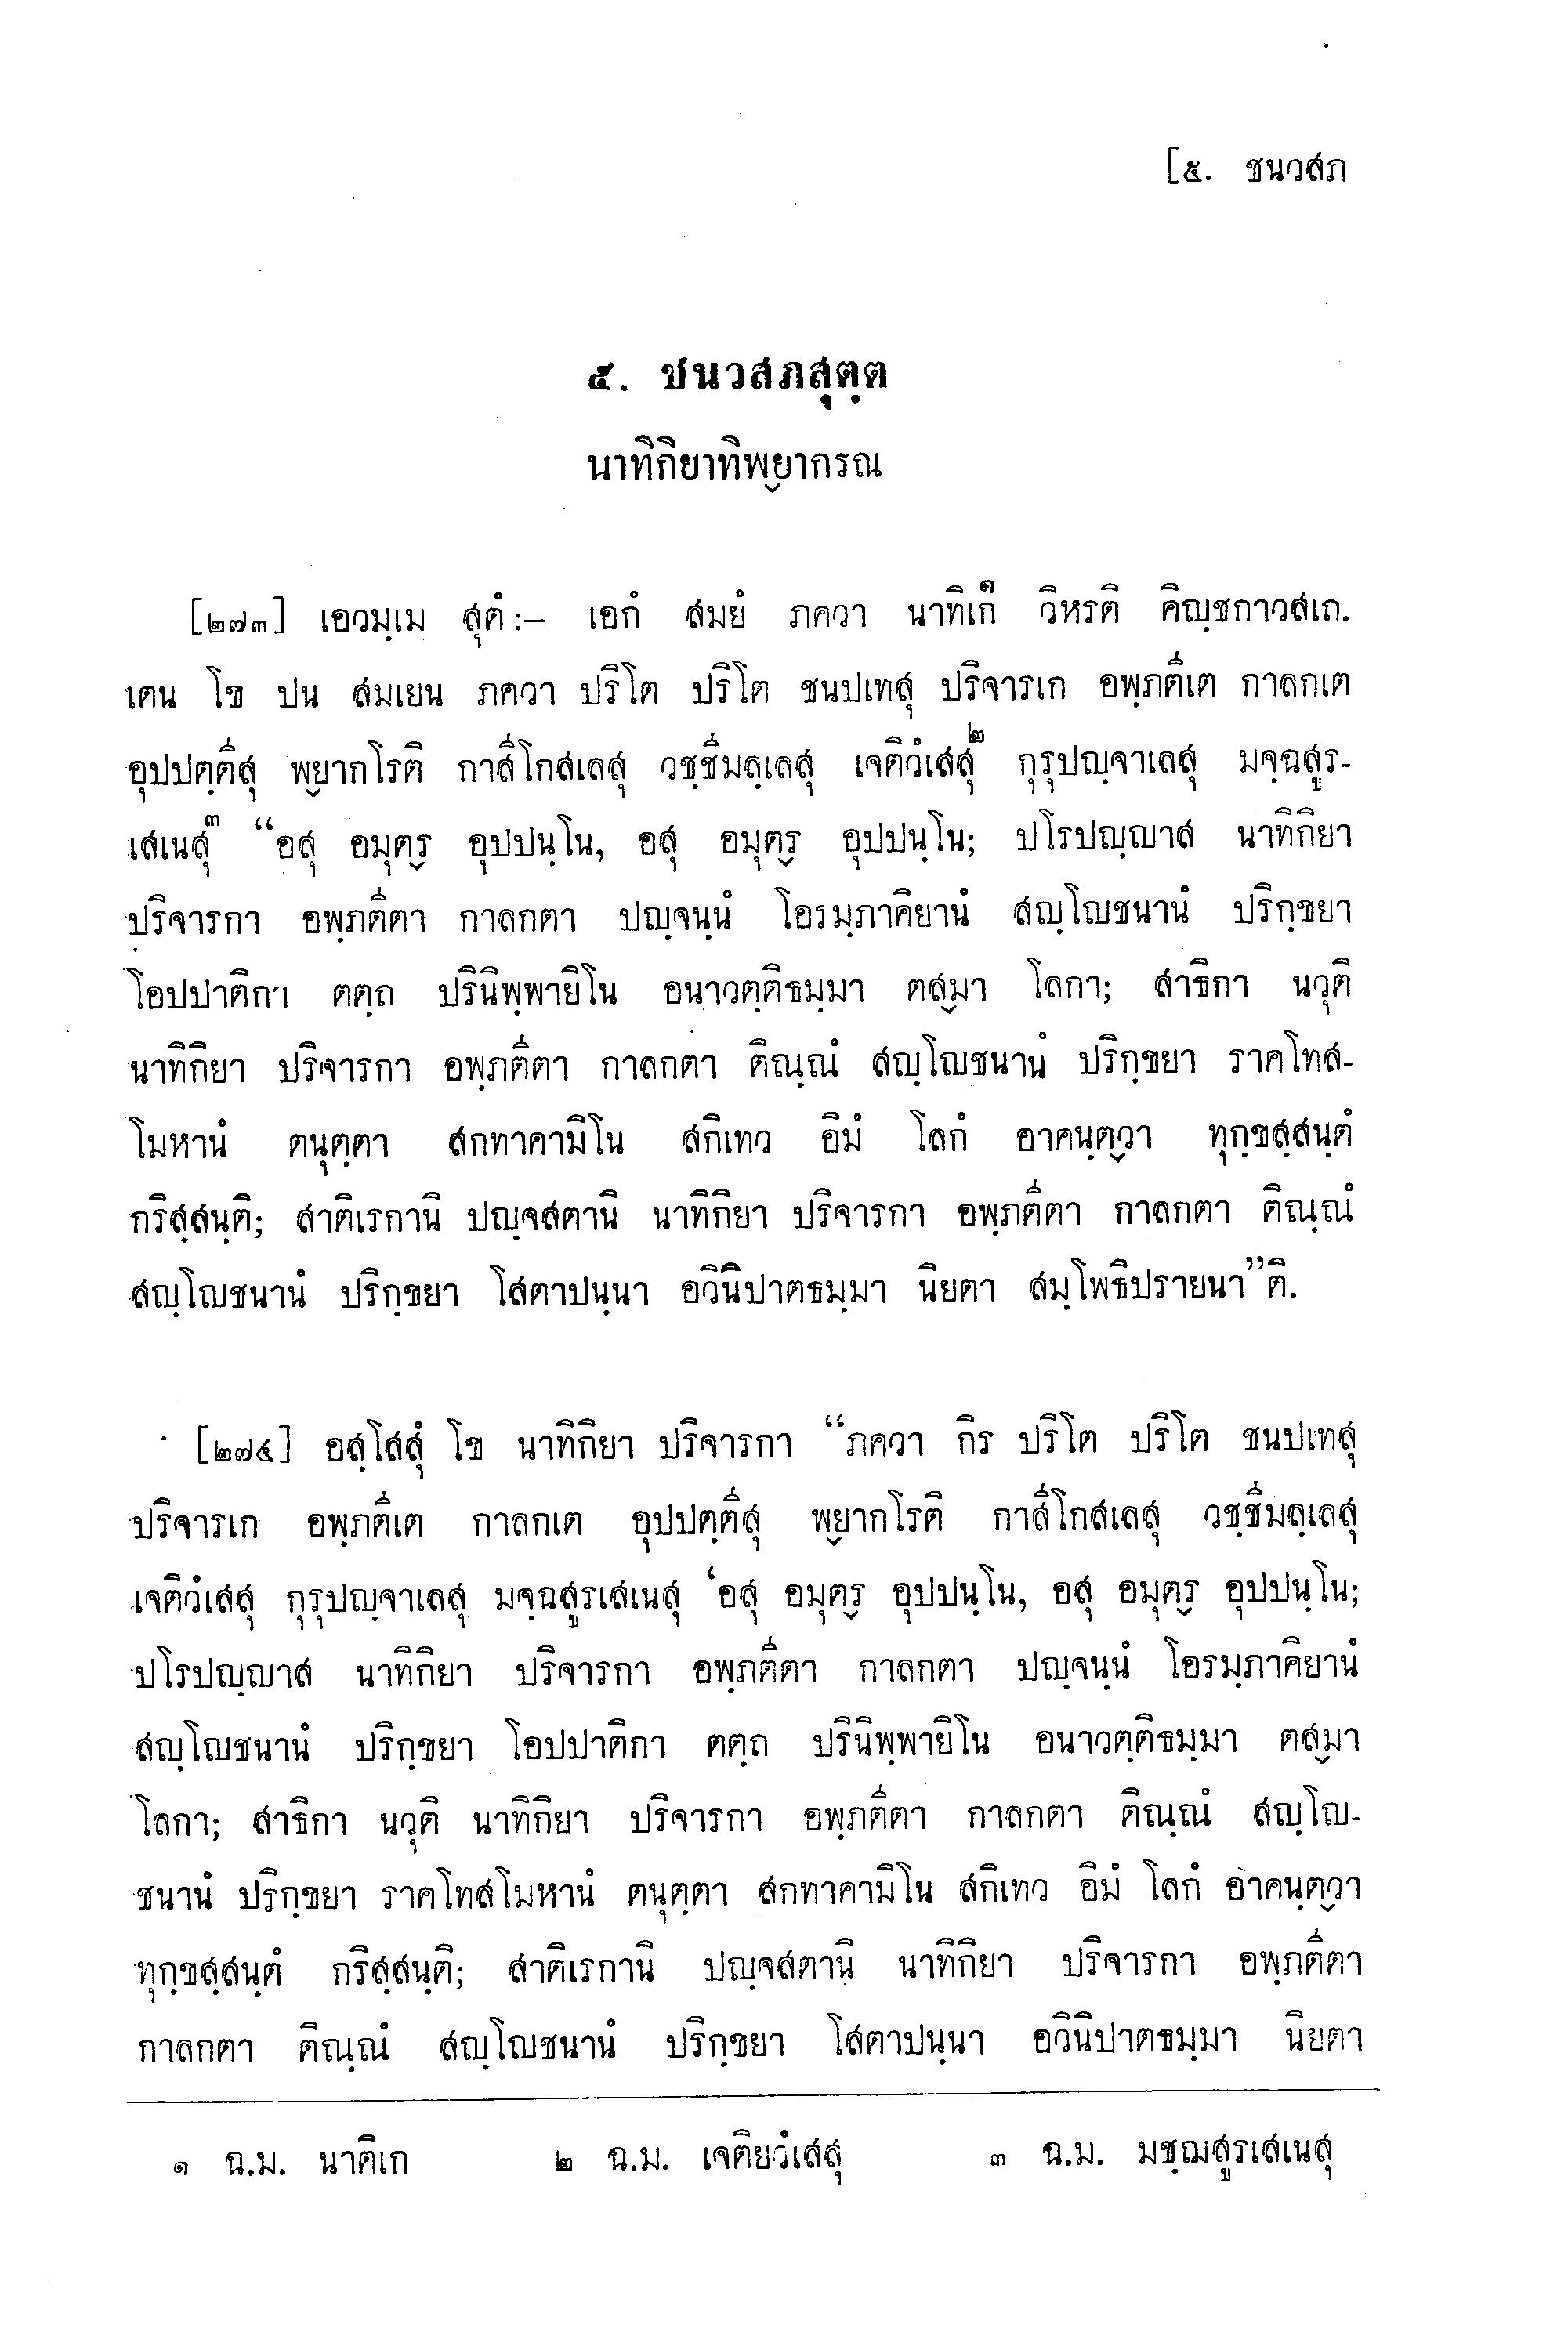 [๕. ชนวสภ
๕. ชนวสภสุตฺต
นาทิกิยาทิพฺยากรณ
[๒๗๓] เอวมฺเม สุตํ :– เอกํ สมยํ ภควา นาทิเก๑ วิหรติ คิญฺชกาวสเถ.
เตน โข ปน สมเยน ภควา ปริโต ปริโต ชนปเทสุ ปริจารเก อพฺภตีเต กาลกเต
อุปปตฺตีสุ พฺยากโรติ กาสีโกสเลสุ วชฺชีมลฺเลสุ เจติวํเสสุ๒ กุรุปญฺจาเลสุ มจฺฉสูร-
เสเนสุ๓ “อสุ อมุตฺร อุปปนฺโน, อสุ อมุตฺร อุปปนฺโน; ปโรปญฺญาส นาทิกิยา
ปริจารกา อพฺภตีตา กาลกตา ปญฺจนฺนํ โอรมฺภาคิยานํ สญฺโญชนานํ ปริกฺขยา
โอปปาติกา ตตฺถ ปรินิพฺพายิโน อนาวตฺติธมฺมา ตสฺมา โลกา; สาธิกา นวุติ
นาทิกิยา ปริจารกา อพฺภตีตา กาลกตา ติณฺณํ สญฺโญชนานํ ปริกฺขยา ราคโทส-
โมหานํ ตนุตฺตา สกทาคามิโน สกิเทว อิมํ โลกํ อาคนฺตฺวา ทุกฺขสฺสนฺตํ
กริสฺสนฺติ; สาติเรกานิ ปญฺจสตานิ นาทิกิยา ปริจารกา อพฺภตีตา กาลกตา ติณฺณํ
สญฺโญชนานํ ปริกฺขยา โสตาปนฺนา อวินิปาตธมฺมา นิยตา สมฺโพธิปรายนา”ติ.
[๒๗๔] อสฺโสสุํ โข นาทิกิยา ปริจารกา “ภควา กิร ปริโต ปริโต ชนปเทสุ
ปริจารเก อพฺภตีเต กาลกเต อุปปตฺตีสุ พฺยากโรติ กาสีโกสเลสุ วชฺชีมลฺเลสุ
เจติวํเสสุ กุรุปญฺจาเลสุ มจฺฉสูรเสเนสุ ‘อสุ อมุตฺร อุปปนฺโน, อสุ อมุตฺร อุปปนฺโน;
ปโรปญฺญาส นาทิกิยา ปริจารกา อพฺภตีตา กาลกตา ปญฺจนฺนํ โอรมฺภาคิยานํ
สญฺโญชนานํ ปริกฺขยา โอปปาติกา ตตฺถ ปรินิพฺพายิโน อนาวตฺติธมฺมา ตสฺมา
โลกา; สาธิกา นวุติ นาทิกิยา ปริจารกา อพฺภตีตา กาลกตา ติณฺณํ สญฺโญ-
ชนานํ ปริกฺขยา ราคโทสโมหานํ ตนุตฺตา สกทาคามิโน สกิเทว อิมํ โลกํ อาคนฺตฺวา
ทุกฺขสฺสนฺตํ กริสฺสนฺติ; สาติเรกานิ ปญฺจสตานิ นาทิกิยา ปริจารกา อพฺภตีตา
กาลกตา ติณฺณํ สญฺโญชนานํ ปริกฺขยา โสตาปนฺนา อวินิปาตธมฺมา นิยตา
๑ ฉ.ม. นาติเก ๒ ฉ.ม. เจติยวํเสสุ ๓ ฉ.ม. มชฺฌสูรเสเนสุ